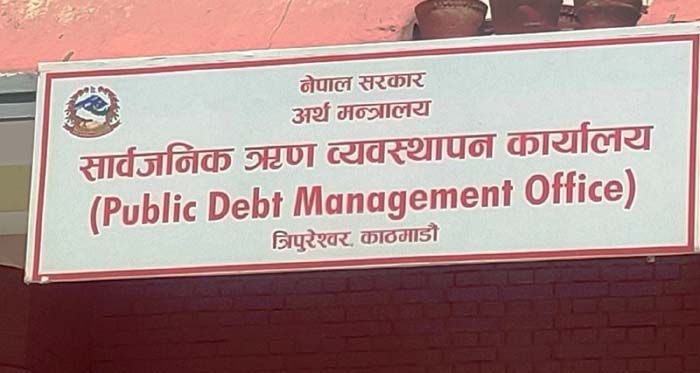 नेपाल सरकार
अर्थ मन्त्रालय
सार्वजनिक ऋण व्यवस्थापन कार्यालय
(Public Debt Management Office)
त्रिपुरेश्वर, काठमाडौं